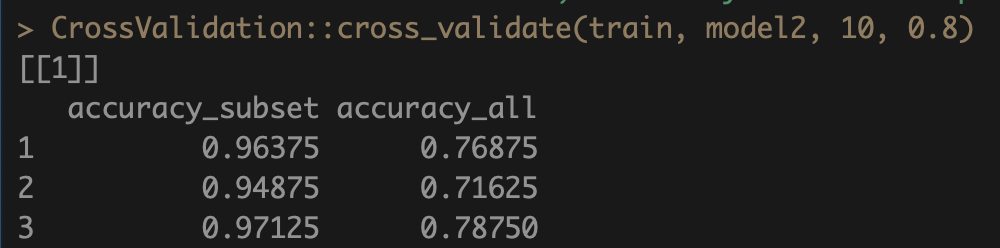 > CrossValidation::cross_validate(train, model2, 10, 0.8)
[[1]]
accuracy_subset accuracy_all
1 0.96375 0.76875
2 0.94875 0.71625
3 0.97125 0.78750